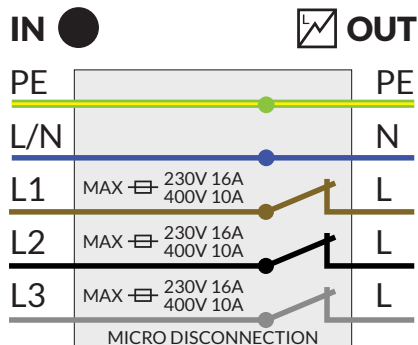 IN OUT
L
PE PE
L/N N
L1 MAX 230V 16A L
400V 10A
L2 MAX 230V 16A L
400V 10A
L3 MAX 230V 16A L
400V 10A
MICRO DISCONNECTION